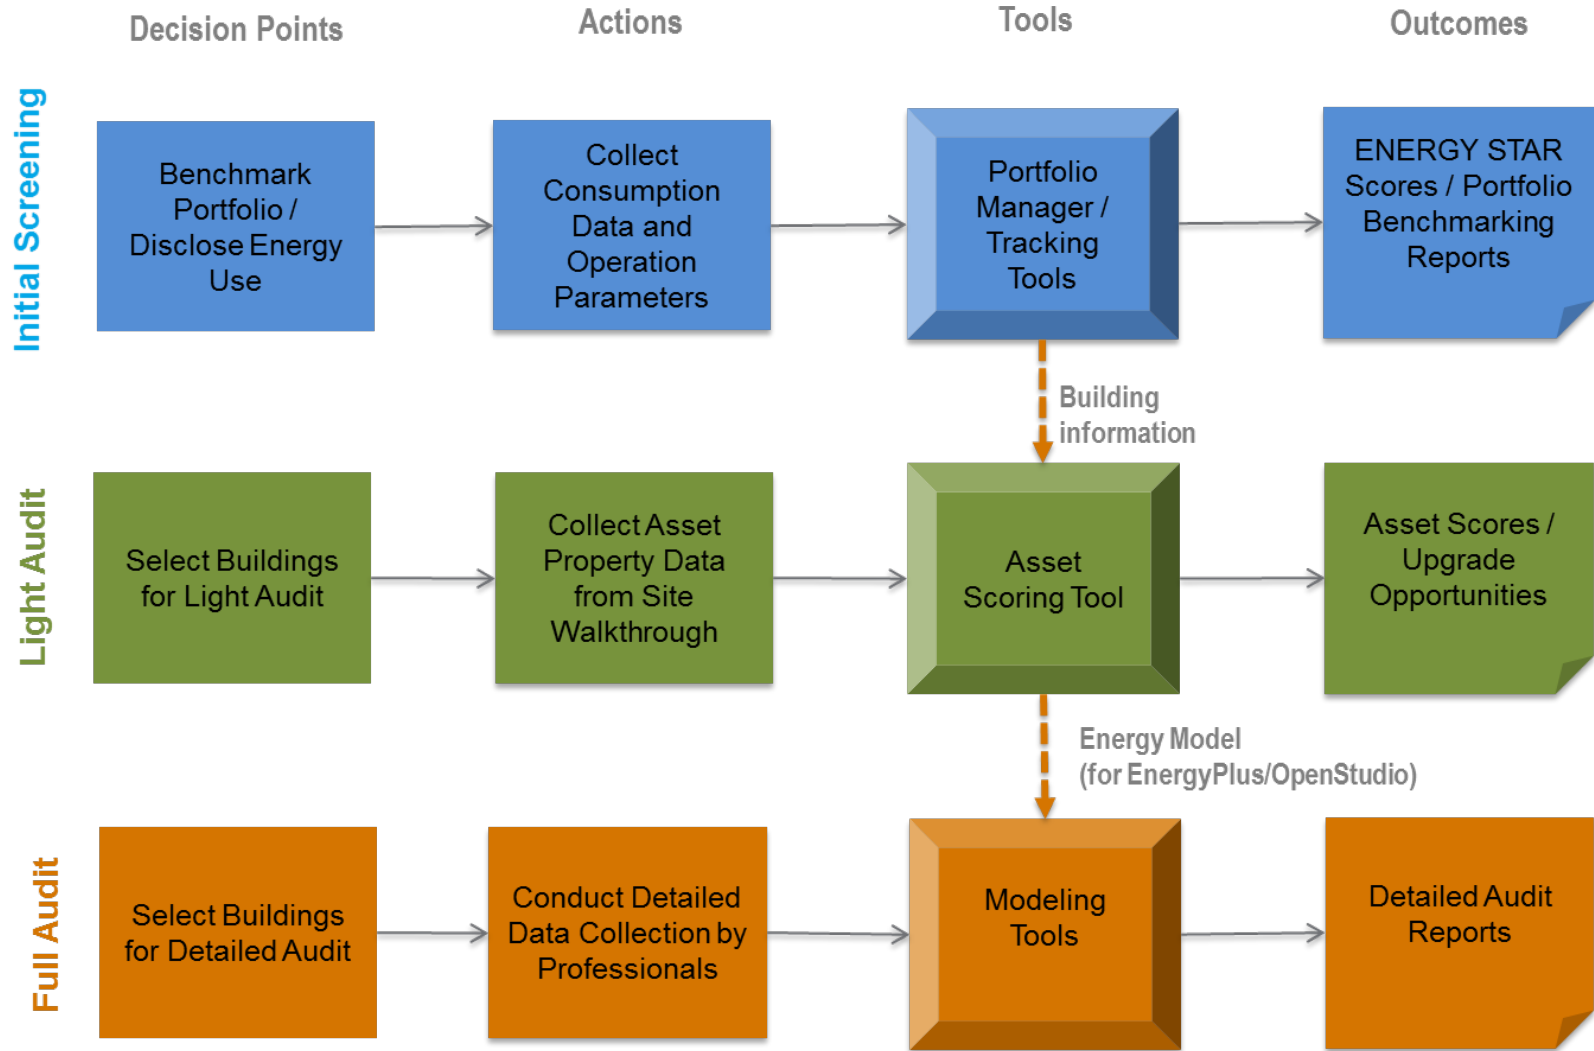 Decision Points
Actions
Tools
Outcomes
Initial Screening
Benchmark
Portfolio /
Disclose Energy
Use
Collect
Consumption
Data and
Operation
Parameters
Portfolio
Manager /
Tracking
Tools
ENERGY STAR
Scores / Portfolio
Benchmarking
Reports
Building
information
Light Audit
Select Buildings
for Light Audit
Collect Asset
Property Data
from Site
Walkthrough
Asset
Scoring Tool
Asset Scores /
Upgrade
Opportunities
Energy Model
(for EnergyPlus/OpenStudio)
Full Audit
Select Buildings
for Detailed Audit
Conduct Detailed
Data Collection by
Professionals
Modeling
Tools
Detailed Audit
Reports